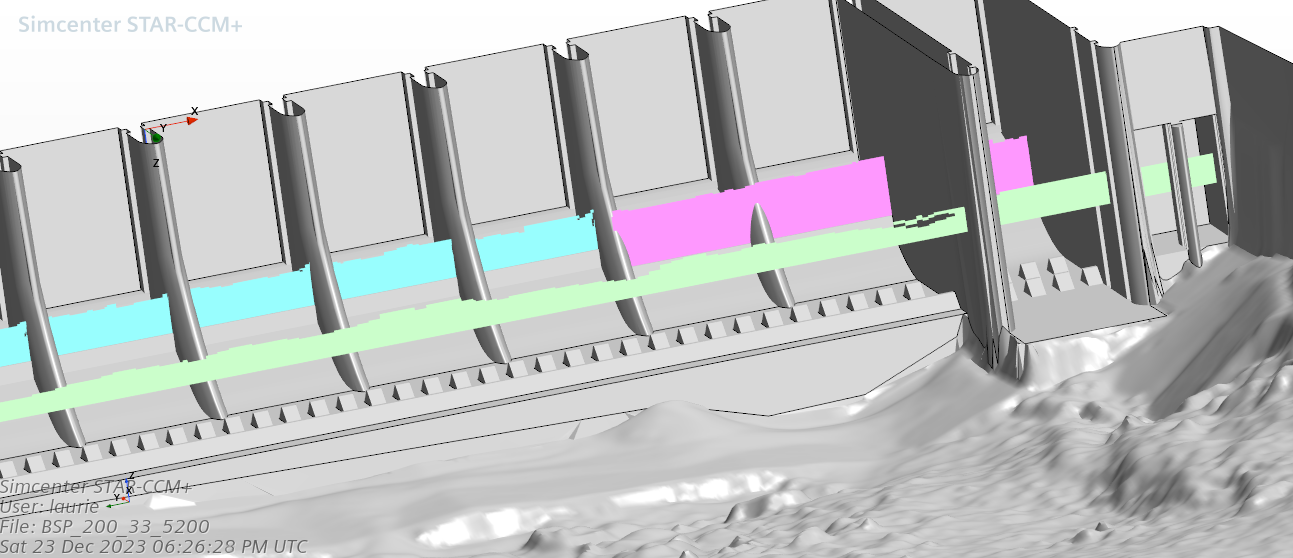 Simcenter STAR-CCM+
X
Y
Z
Z
X
Y
Simcenter STAR-CCM+
User: laurie
File: BSP_200_33_5200
Sat 23 Dec 2023 06:26:28 PM UTC